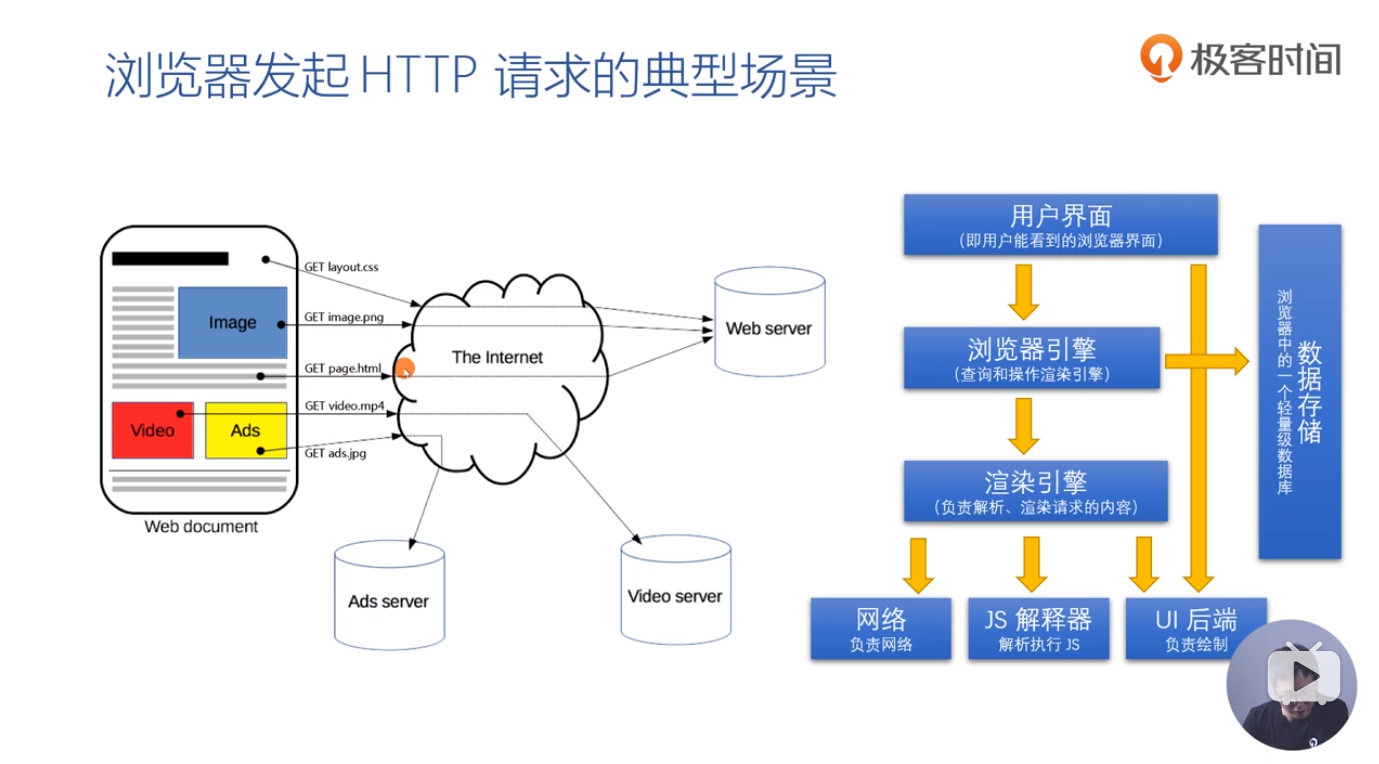 浏览器发起 HTTP 请求的典型场景
极客时间
GET layout.css
Image
GET image.png
The Internet
Web server
GET page.html
GET video.mp4
Video
Ads
GET ads.jpg
Web document
Ads server
Video server
用户界面
（即用户能看到的浏览器界面）
浏览器引擎
（查询和操作渲染引擎）
渲染引擎
（负责解析、渲染请求的内容）
网络
负责网络
JS 解释器
解析执行 JS
UI 后端
负责绘制
数据存储
浏览器中的一个轻量级数据库